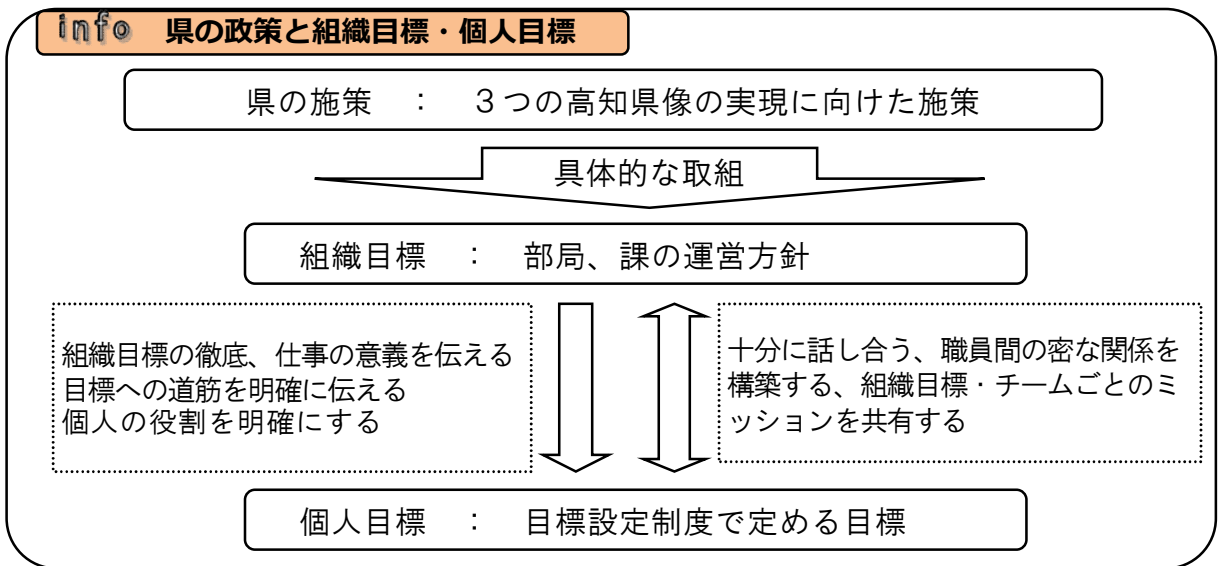 info 県の政策と組織目標・個人目標
県の施策 ： ３つの高知県像の実現に向けた施策
具体的な取組
組織目標 ： 部局、課の運営方針
組織目標の徹底、仕事の意義を伝える
目標への道筋を明確に伝える
個人の役割を明確にする
十分に話し合う、職員間の密な関係を
構築する、組織目標・チームごとのミ
ッションを共有する
個人目標 ： 目標設定制度で定める目標